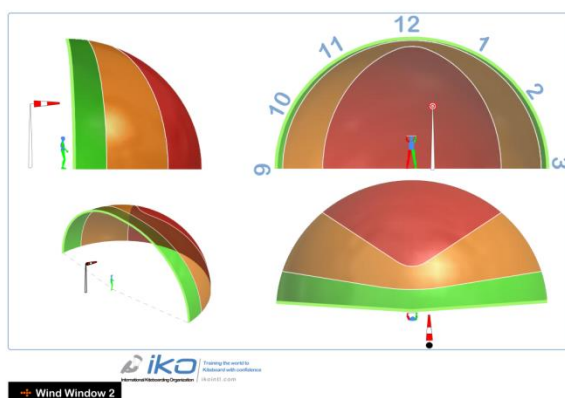 12
11
1
10
2
9
3
iko
Training the world to
Kiteboard with confidence
International Kiteboarding Organization
ikointl.com
Wind Window 2